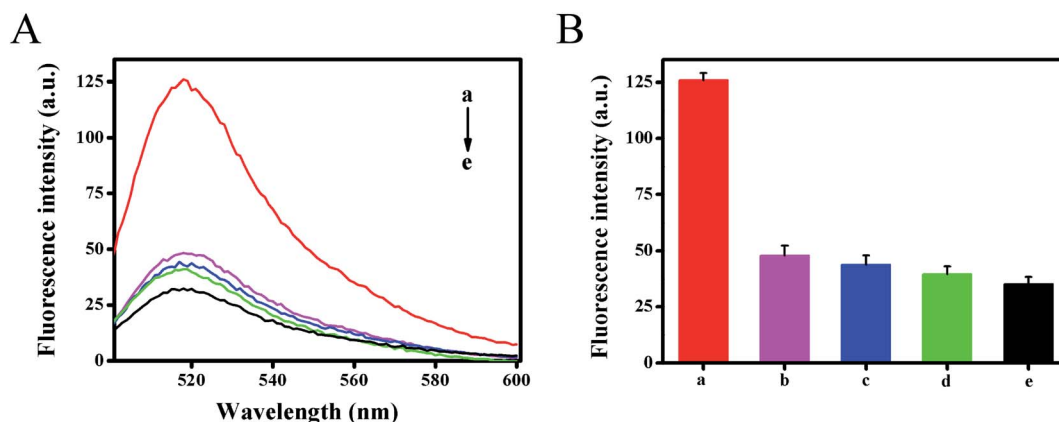 A
Fluorescence intensity (a.u.)
125
100
75
50
25
0
a
e
520
540
560
580
600
Wavelength (nm)
B
Fluorescence intensity (a.u.)
125
100
75
50
25
0
a
b
c
d
e